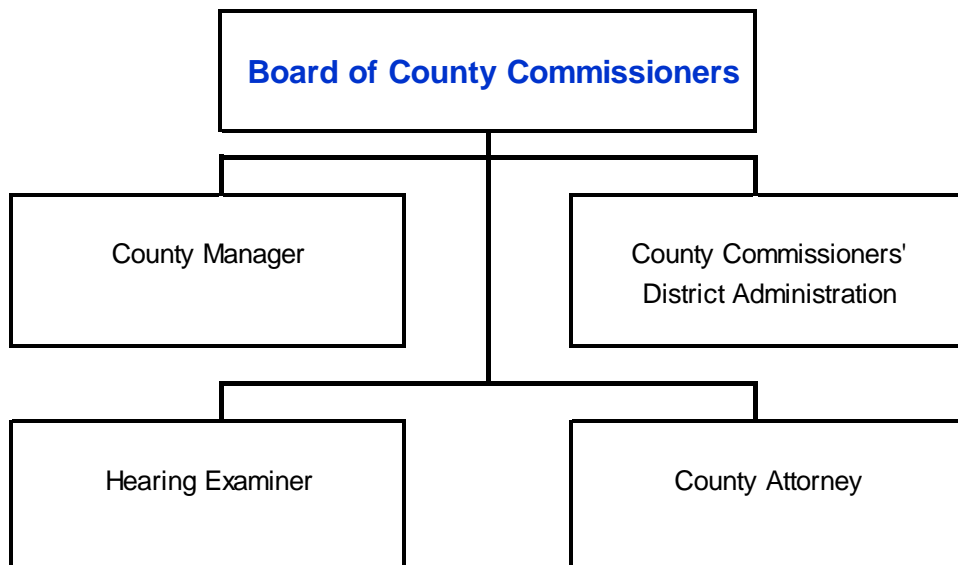 Board of County Commissioners
County Manager
County Commissioners'
District Administration
Hearing Examiner
County Attorney